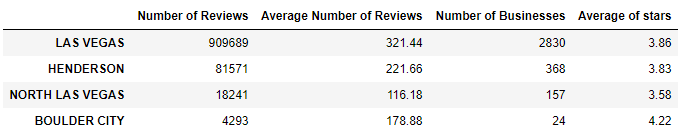 Number of Reviews Average Number of Reviews Number of Businesses Average of stars
LAS VEGAS 909689 321.44 2830 3.86
HENDERSON 81571 221.66 368 3.83
NORTH LAS VEGAS 18241 116.18 157 3.58
BOULDER CITY 4293 178.88 24 4.22